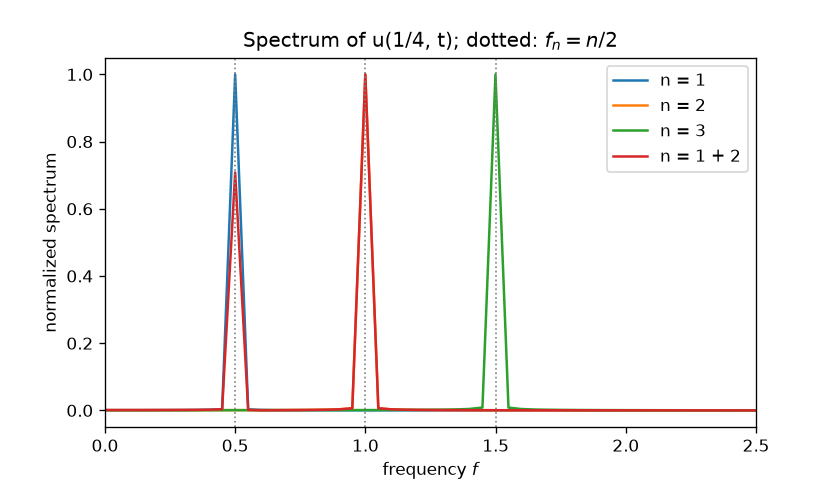 Spectrum of u(1/4, t); dotted: fₙ = n/2
n = 1
n = 2
n = 3
n = 1 + 2
normalized spectrum
1.0
0.8
0.6
0.4
0.2
0.0
0.0 0.5 1.0 1.5 2.0 2.5
frequency f